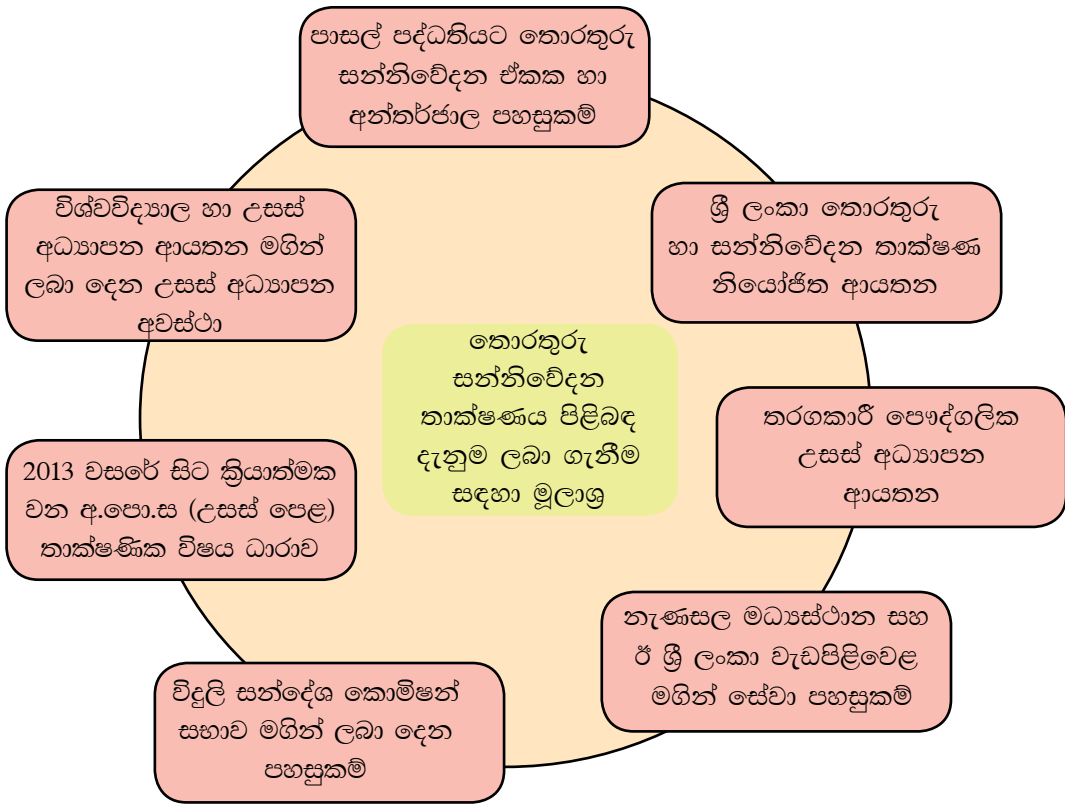 පාසල් පද්ධතියට තොරතුරු
සන්නිවේදන ඒකක හා
අන්තර්ජාල පහසුකම්
ශ්‍රී ලංකා තොරතුරු
හා සන්නිවේදන තාක්ෂණ
නියෝජිත ආයතන
තරගකාරී පෞද්ගලික
උසස් අධ්‍යාපන
ආයතන
නැණසල මධ්‍යස්ථාන සහ
ඊ ශ්‍රී ලංකා වැඩපිළිවෙළ
මගින් සේවා පහසුකම්
විදුලි සන්දේශ කොමිෂන්
සභාව මගින් ලබා දෙන
පහසුකම්
2013 වසරේ සිට ක්‍රියාත්මක
වන අ.පො.ස (උසස් පෙළ)
තාක්ෂණික විෂය ධාරාව
විශ්වවිද්‍යාල හා උසස්
අධ්‍යාපන ආයතන මගින්
ලබා දෙන උසස් අධ්‍යාපන
අවස්ථා
තොරතුරු
සන්නිවේදන
තාක්ෂණය පිළිබඳ
දැනුම ලබා ගැනීම
සඳහා මූලාශ්‍ර